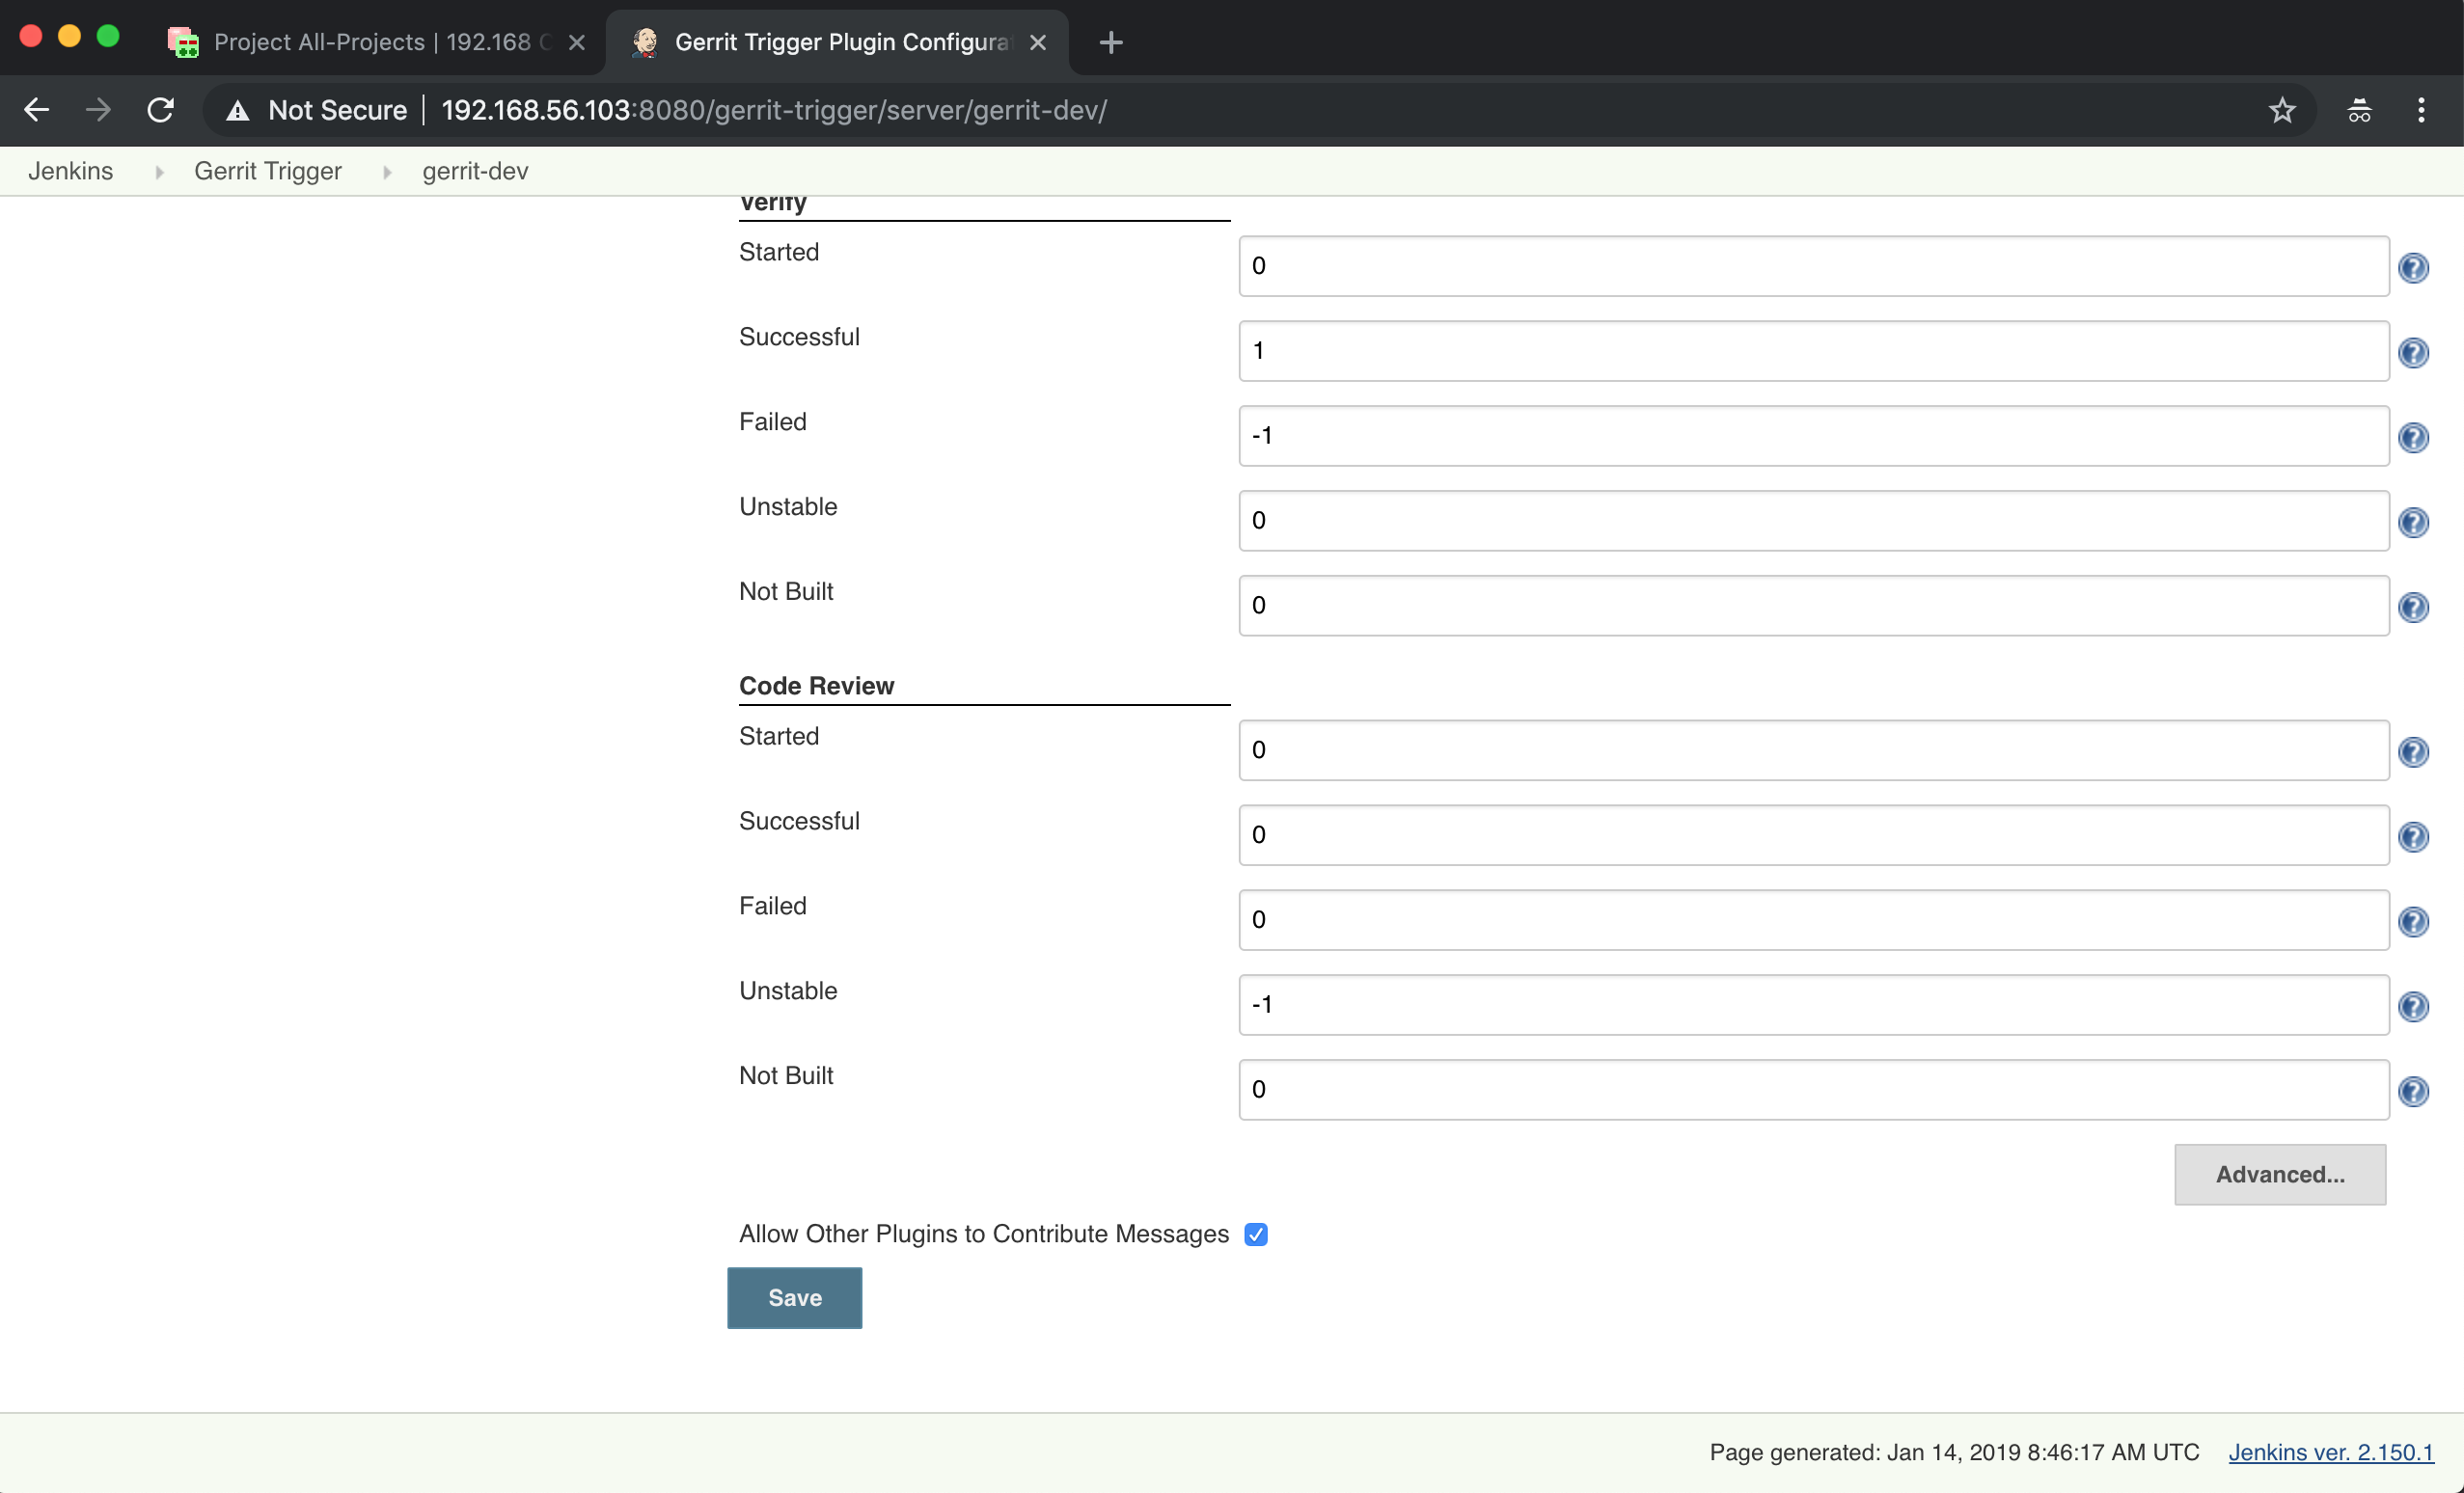 Project All-Projects | 192.168
Gerrit Trigger Plugin Configura
Not Secure | 192.168.56.103:8080/gerrit-trigger/server/gerrit-dev/
Jenkins Gerrit Trigger gerrit-dev
Verify
Started 0
Successful 1
Failed -1
Unstable 0
Not Built 0
Code Review
Started 0
Successful 0
Failed 0
Unstable -1
Not Built 0
Advanced...
Allow Other Plugins to Contribute Messages
Save
Page generated: Jan 14, 2019 8:46:17 AM UTC Jenkins ver. 2.150.1